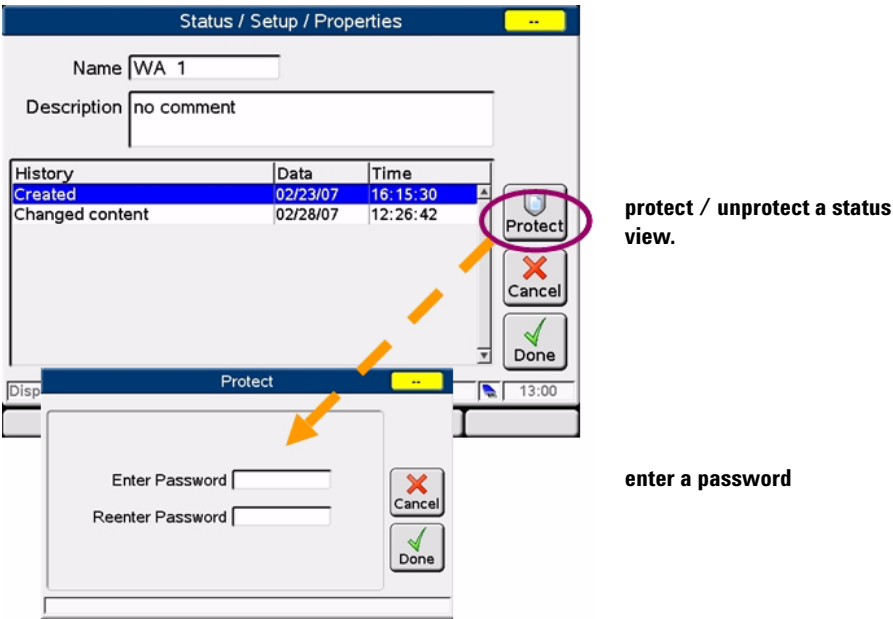 Status / Setup / Properties --
Name WA 1
Description no comment
History Data Time
Created 02/23/07 16:15:30
Changed content 02/28/07 12:26:42
Protect
protect / unprotect a status
view.
Cancel
Done
Disp 13:00
Protect --
Enter Password
Reenter Password
Cancel
Done
enter a password